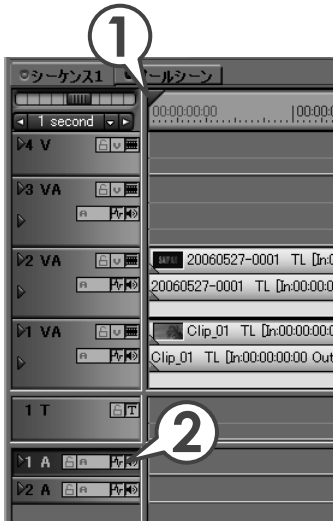 1
シーケンス1 ールシーン
1 second
00:00:00:00 00:00:0
4 V
3 VA
A
2 VA
20060527-0001 TL [In:0
A
20060527-0001 TL [In:00:00:0
1 VA
Clip_01 TL [In:00:00:00:0
A
Clip_01 TL [In:00:00:00:00 Out
1 T
T
2
1 A
A
2 A
A